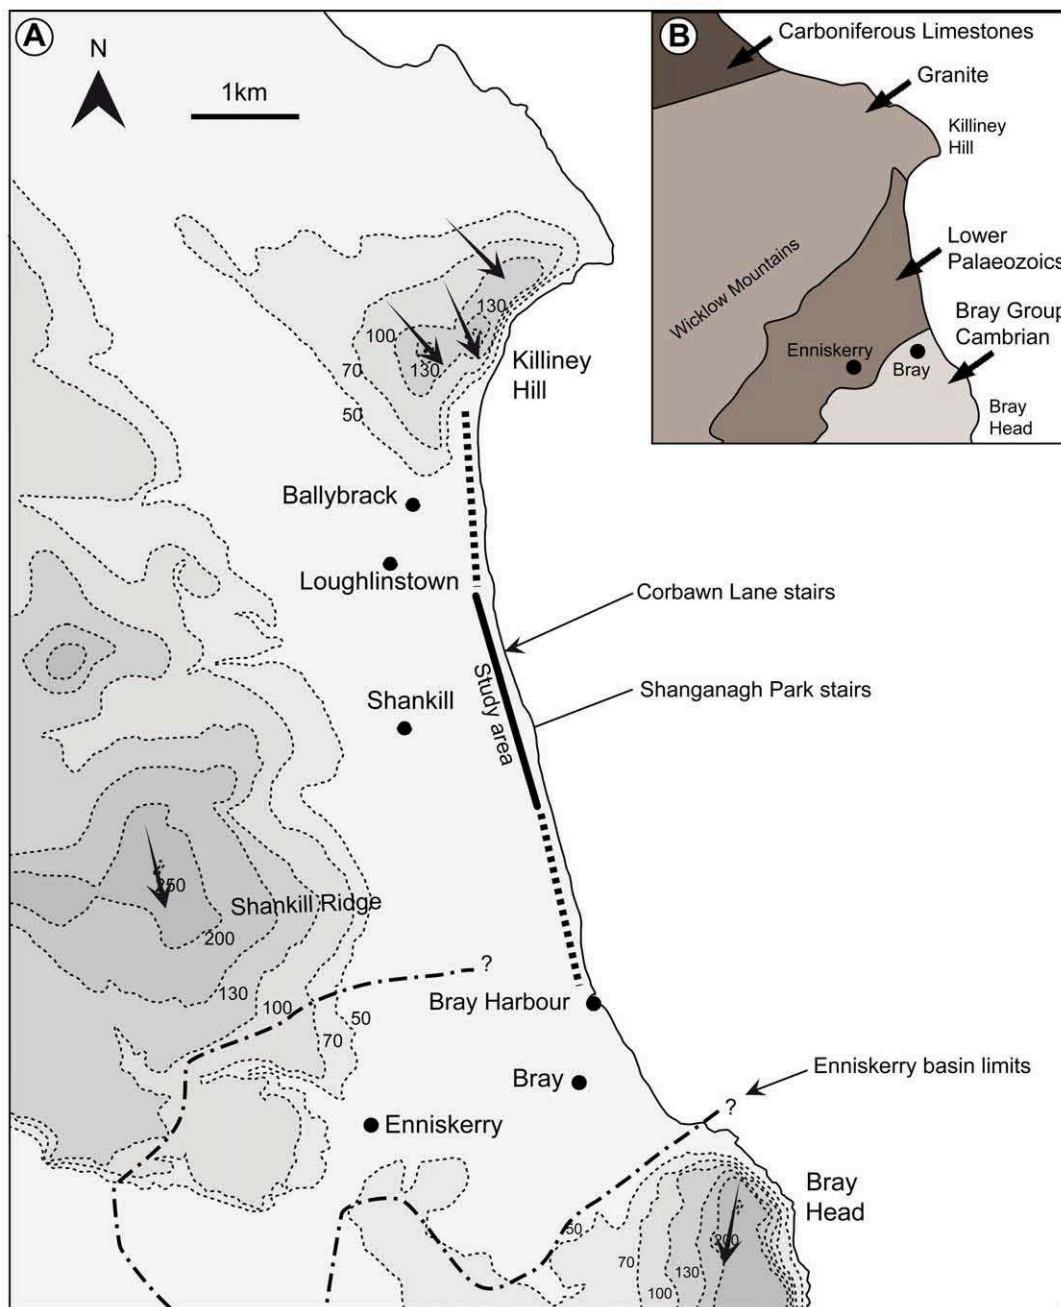 A
N
1km
130
100
130
70
50
Killiney
Hill
Ballybrack
Loughlinstown
Corbawn Lane stairs
Shanganagh Park stairs
Study area
Shankill
250
Shankill Ridge
200
130
100
50
70
?
Bray Harbour
Bray
Enniskerry
Enniskerry basin limits
?
Bray
Head
50
70
100
130
200
B
Carboniferous Limestones
Granite
Killiney
Hill
Wicklow Mountains
Lower
Palaeozoics
Bray Group
Cambrian
Enniskerry
Bray
Bray
Head